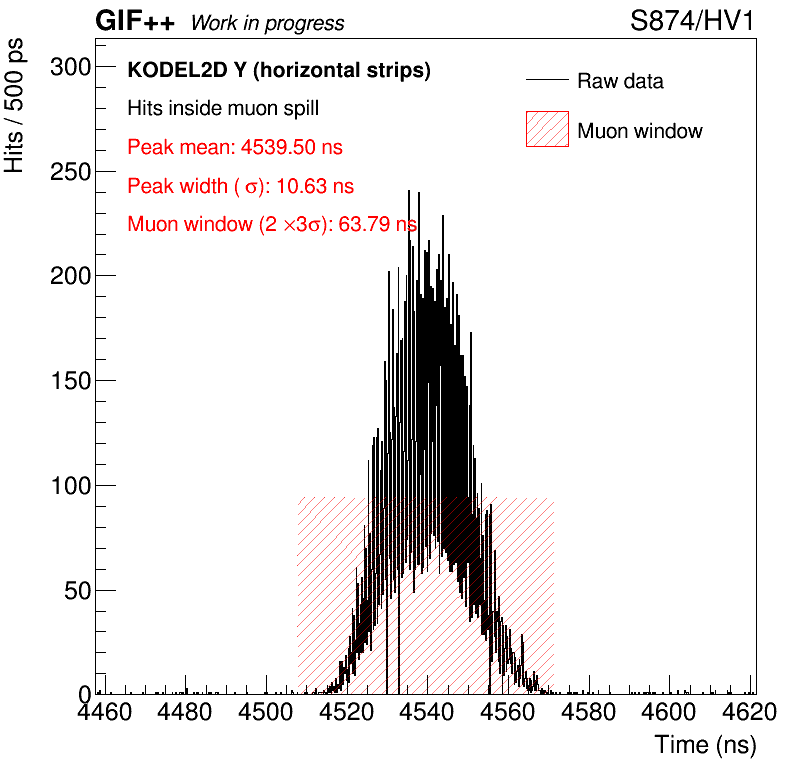 GIF++ Work in progress S874/HV1
Hits / 500 ps
KODEL2D Y (horizontal strips)
Hits inside muon spill
Peak mean: 4539.50 ns
Peak width ( σ): 10.63 ns
Muon window (2 ×3σ): 63.79 ns
Raw data
Muon window
300
250
200
150
100
50
0
4460 4480 4500 4520 4540 4560 4580 4600 4620
Time (ns)